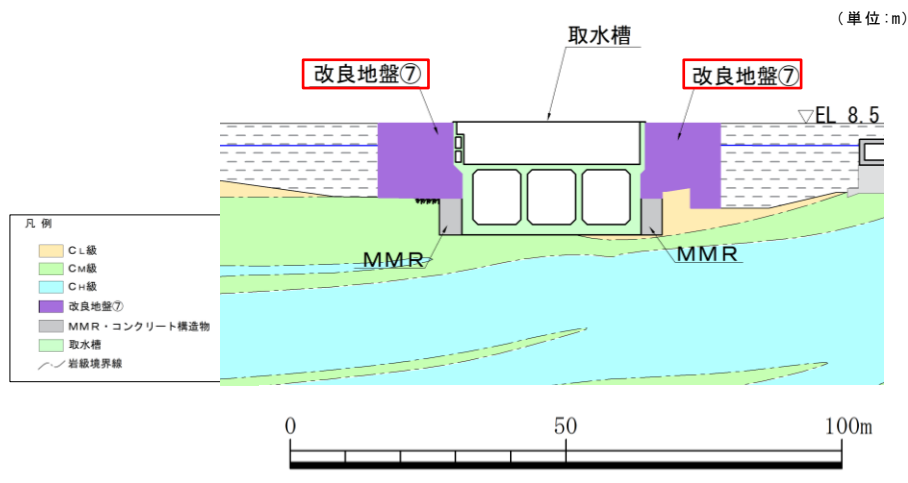 (単位:m)
取水槽
改良地盤⑦
改良地盤⑦
▽EL 8.5
凡 例
CL級
CM級
CH級
改良地盤⑦
MMR・コンクリート構造物
取水槽
岩級境界線
MMR
MMR
0
50
100m